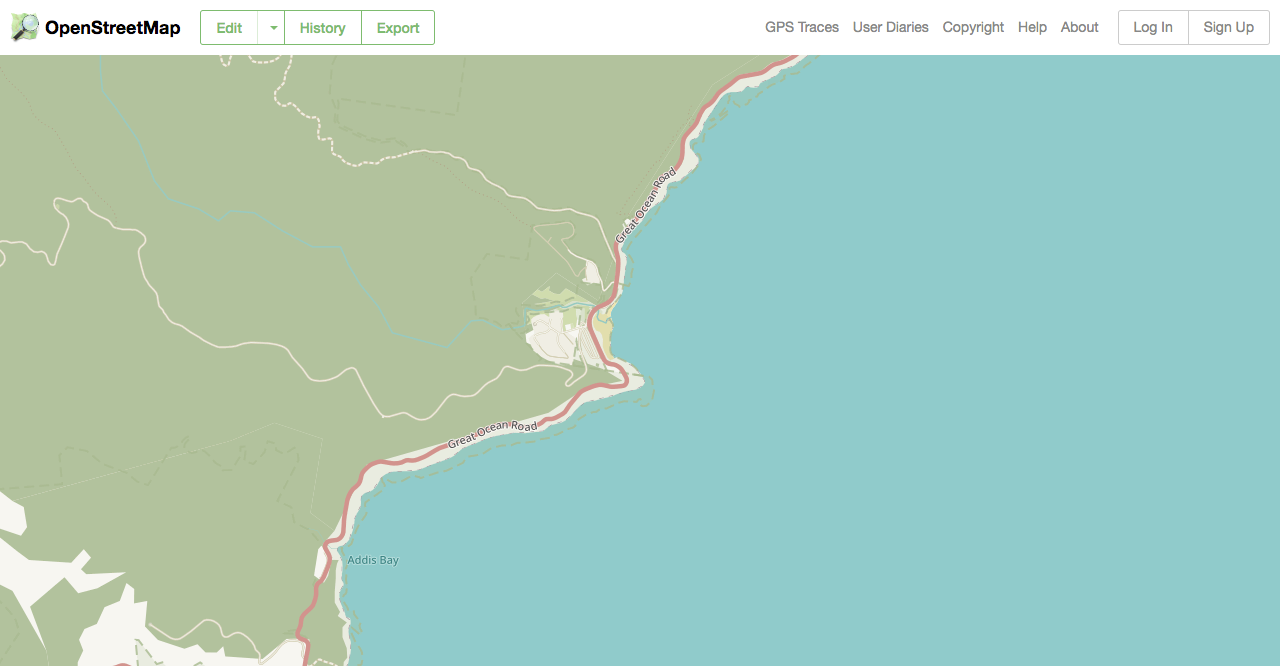 OpenStreetMap
Edit
History
Export
GPS Traces
User Diaries
Copyright
Help
About
Log In
Sign Up
Great Ocean Road
Great Ocean Road
Addis Bay